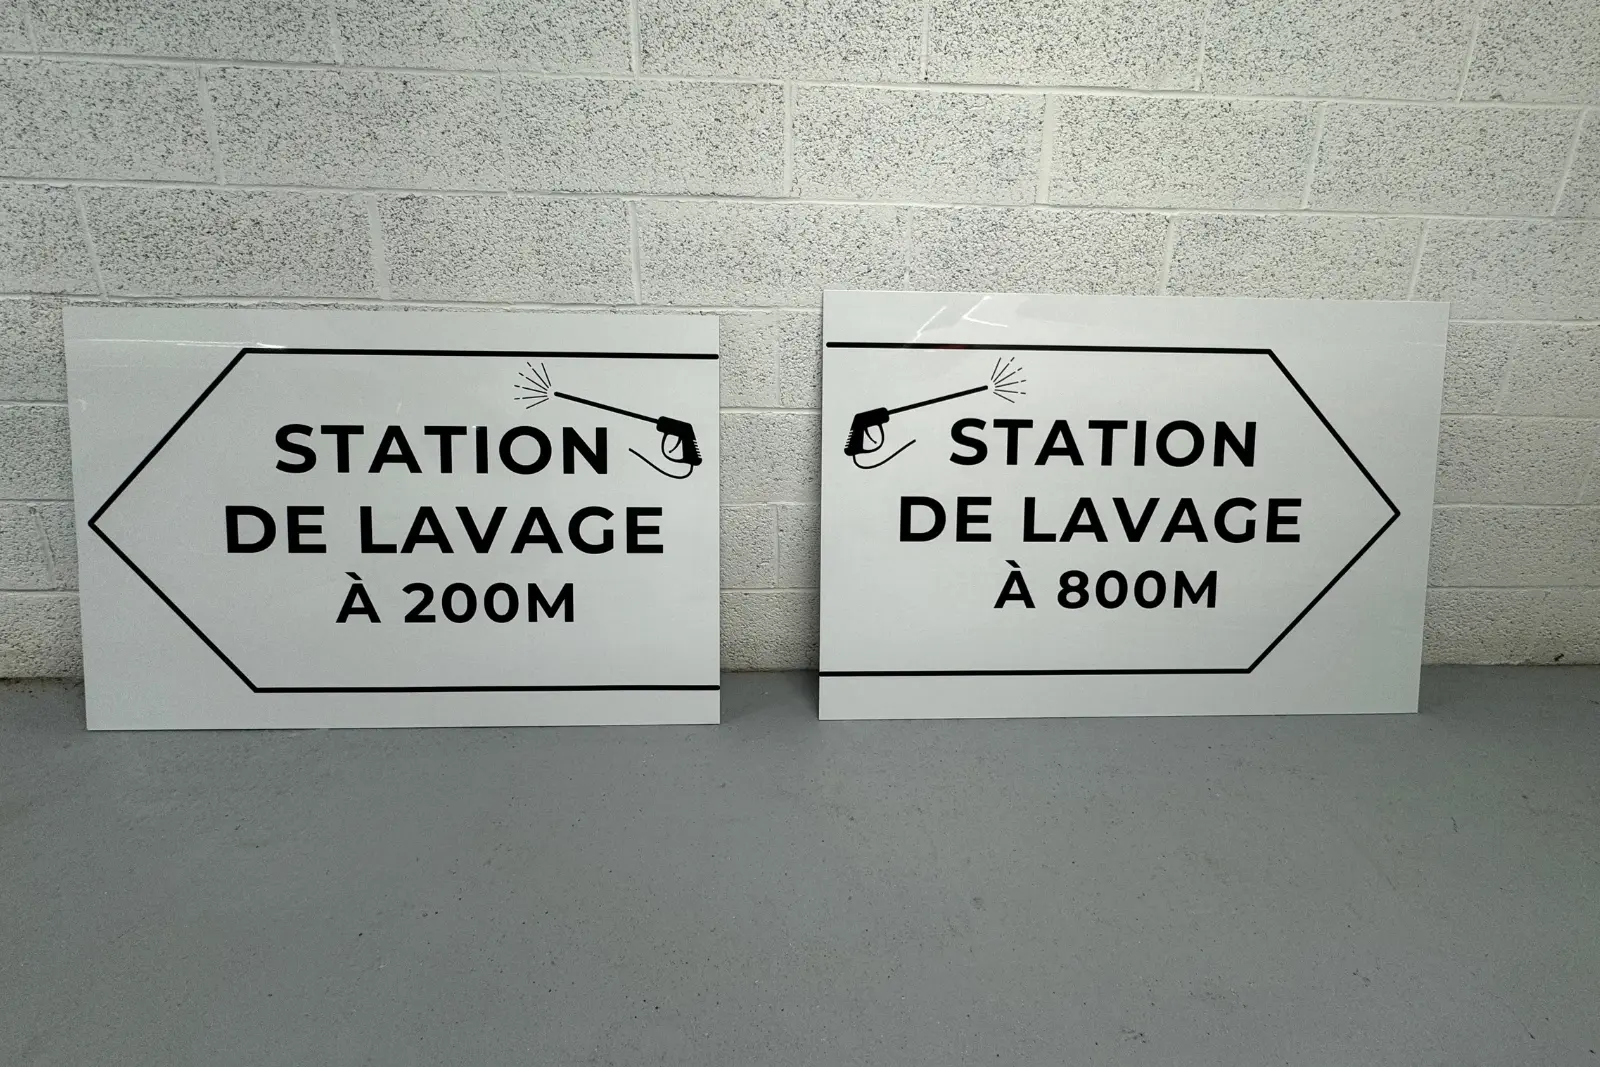 STATION
DE LAVAGE
À 200M
STATION
DE LAVAGE
À 800M